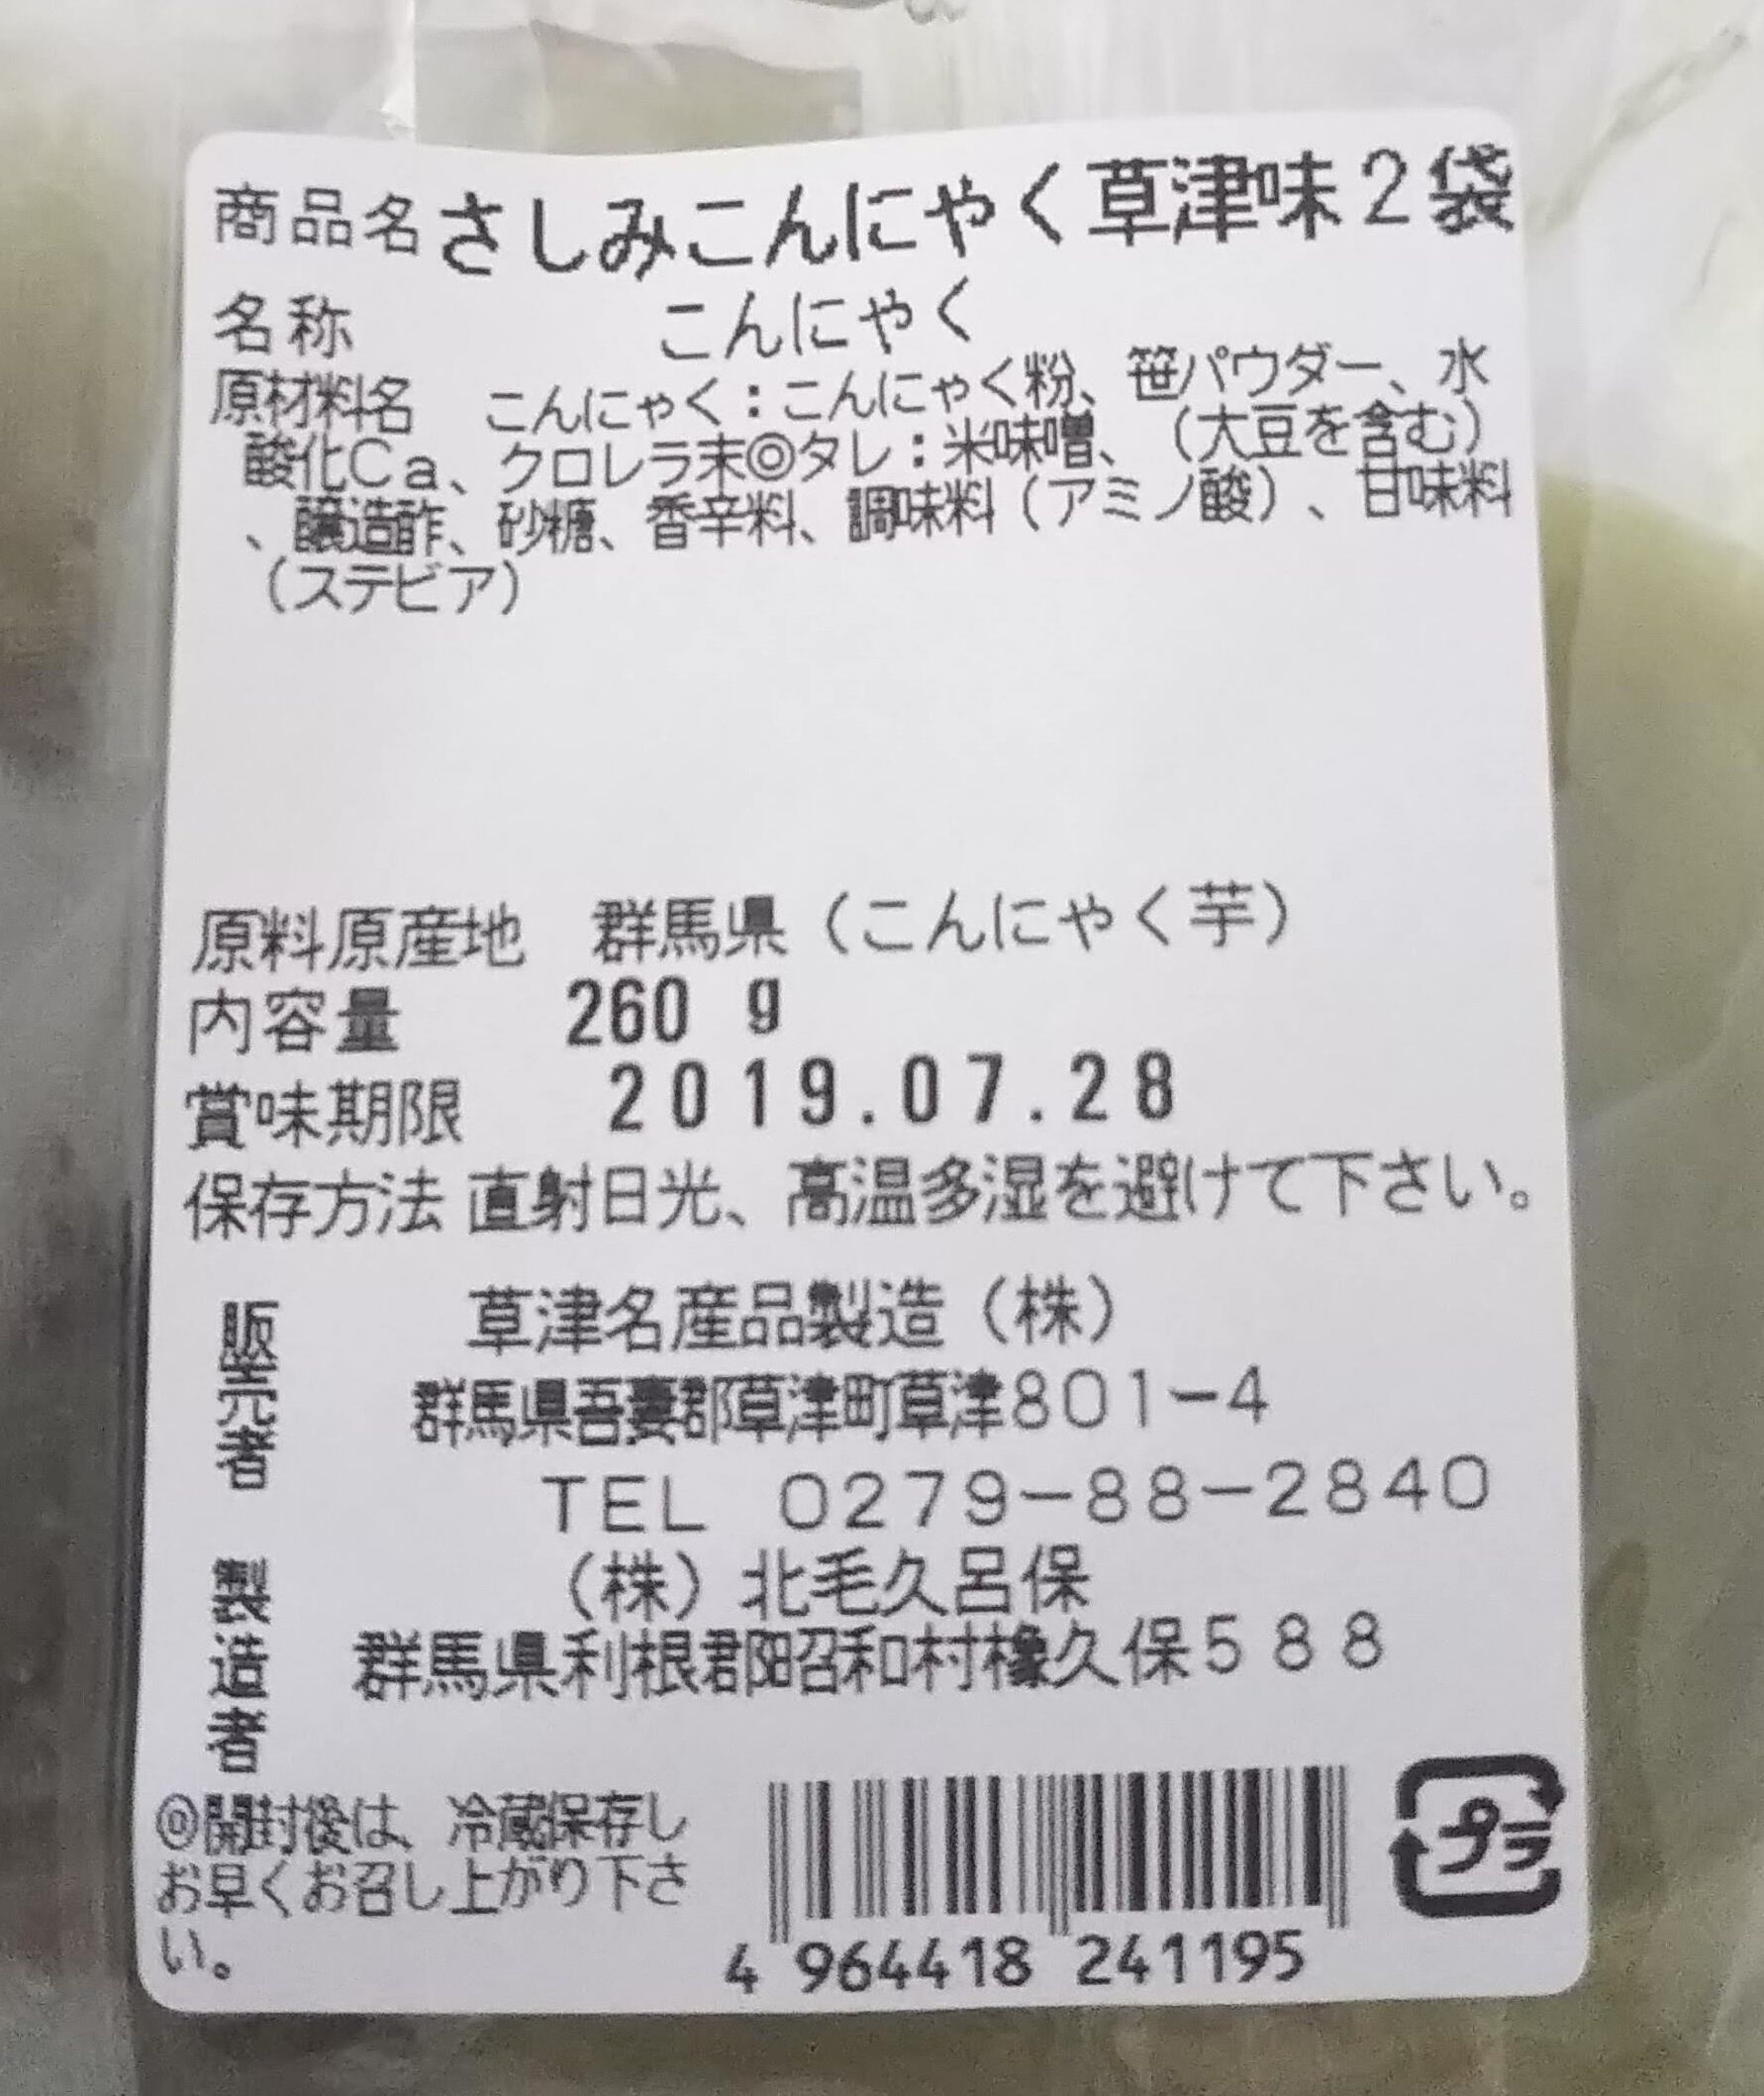 商品名 さしみこんにゃく草津味2袋
名称 こんにゃく
原材料名 こんにゃく：こんにゃく粉、笹パウダー、水
酸化Ca、クロレラ末◎タレ：米味噌、（大豆を含む）
、醸造酢、砂糖、香辛料、調味料（アミノ酸）、甘味料
（ステビア）
原料原産地 群馬県（こんにゃく芋）
内容量 260 g
賞味期限 2019.07.28
保存方法 直射日光、高温多湿を避けて下さい。
販売者 草津名産品製造（株）
群馬県吾妻郡草津町草津801-4
TEL 0279-88-2840
製造者 （株）北毛久呂保
群馬県利根郡昭和村橡久保588
◎開封後は、冷蔵保存し
お早くお召し上がり下さ
い。
4 964418 241195
プラ